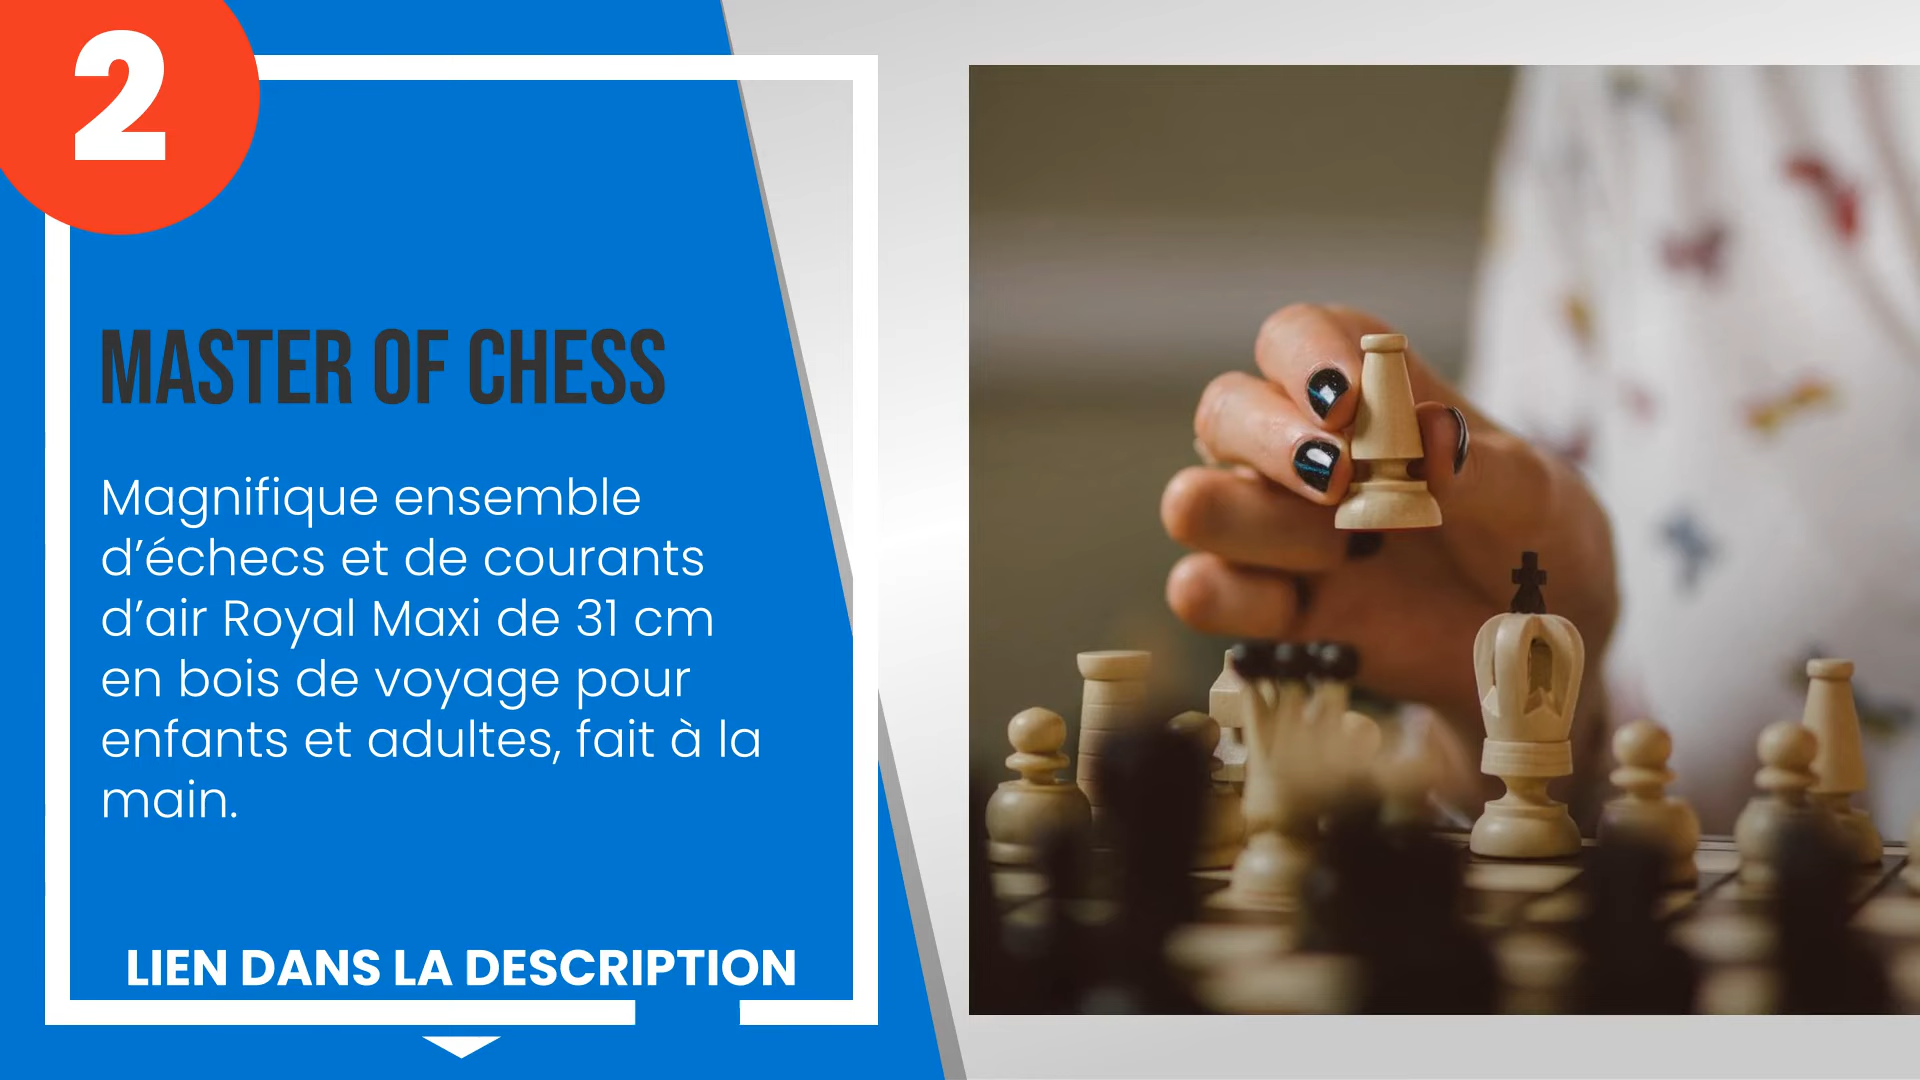 2
MASTER OF CHESS
Magnifique ensemble
d’échecs et de courants
d’air Royal Maxi de 31 cm
en bois de voyage pour
enfants et adultes, fait à la
main.
LIEN DANS LA DESCRIPTION